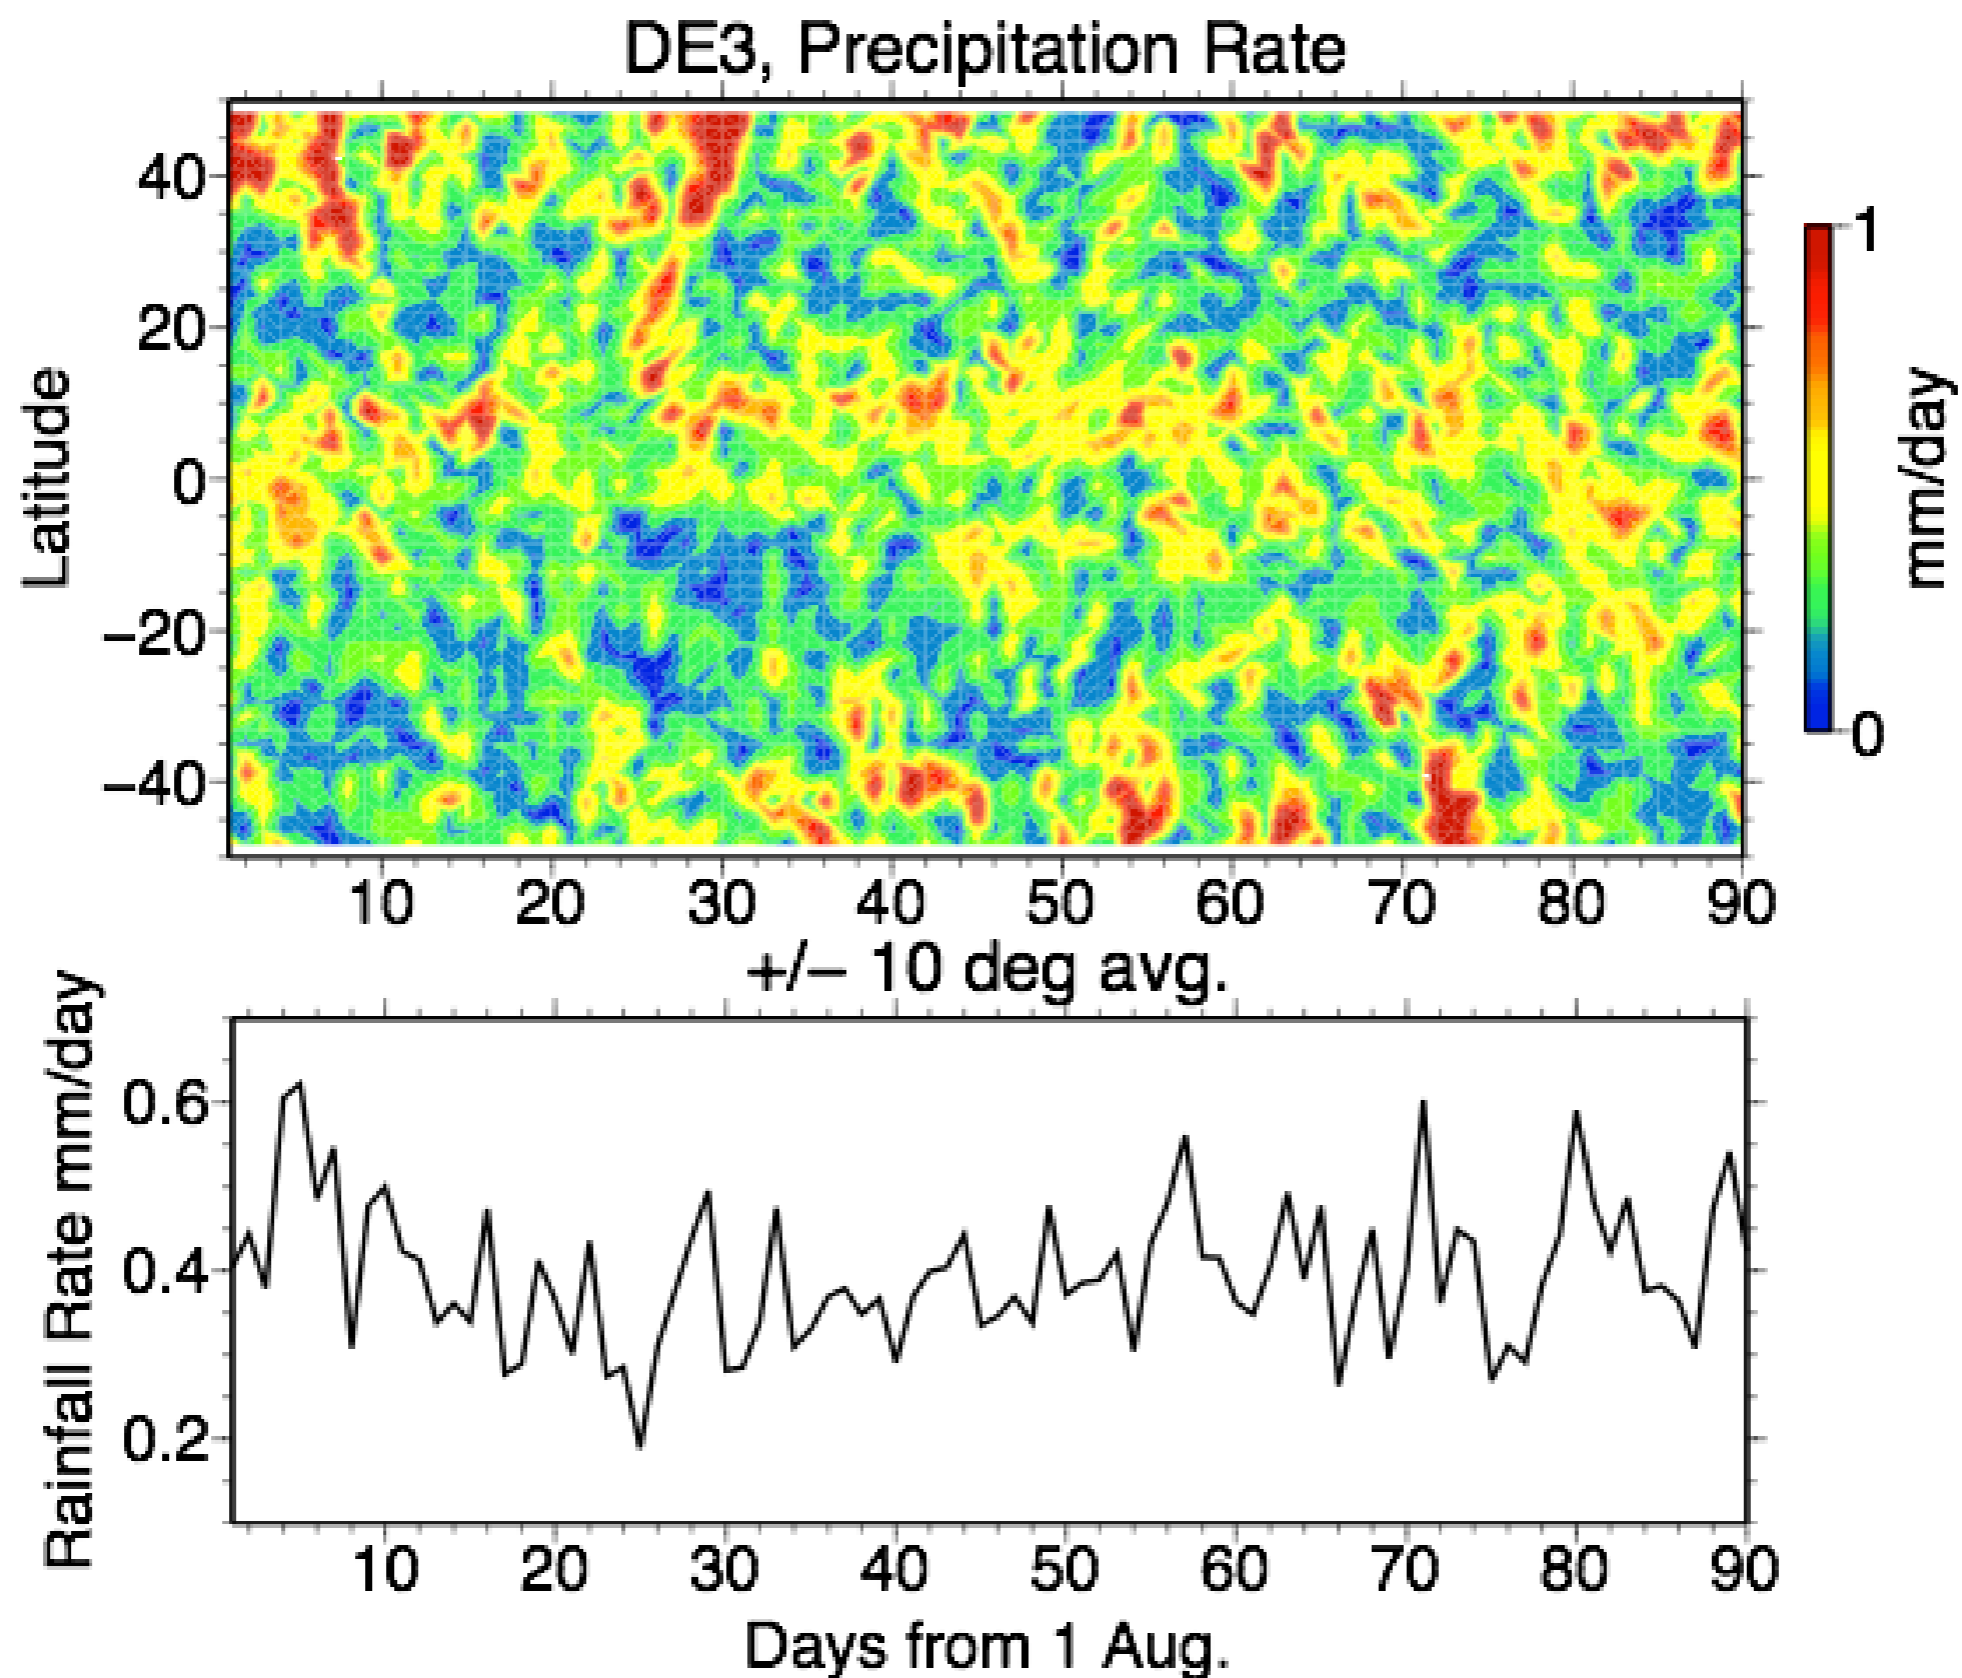 DE3, Precipitation Rate
Latitude
40
20
0
−20
−40
10 20 30 40 50 60 70 80 90
1
0
mm/day
+/− 10 deg avg.
Rainfall Rate mm/day
0.6
0.4
0.2
10 20 30 40 50 60 70 80 90
Days from 1 Aug.